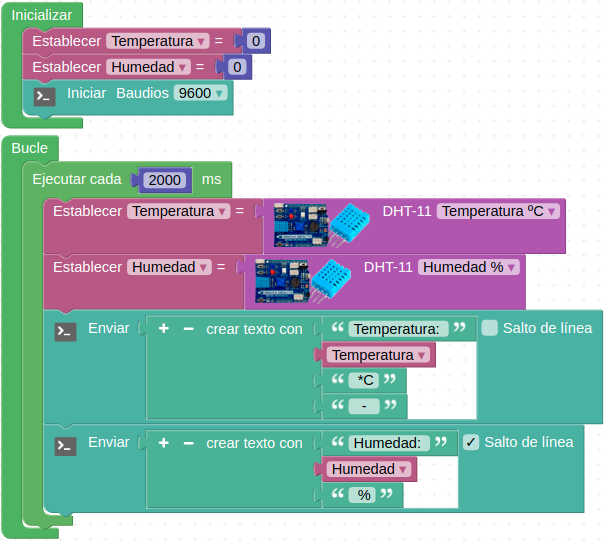 Inicializar
Establecer Temperatura = 0
Establecer Humedad = 0
Iniciar Baudios 9600
Bucle
Ejecutar cada 2000 ms
Establecer Temperatura = DHT-11 Temperatura ºC
Establecer Humedad = DHT-11 Humedad %
Enviar + − crear texto con “ Temperatura: ” Salto de línea
Temperatura
“ *C ”
“ - ”
Enviar + − crear texto con “ Humedad: ” ✓ Salto de línea
Humedad
“ % ”